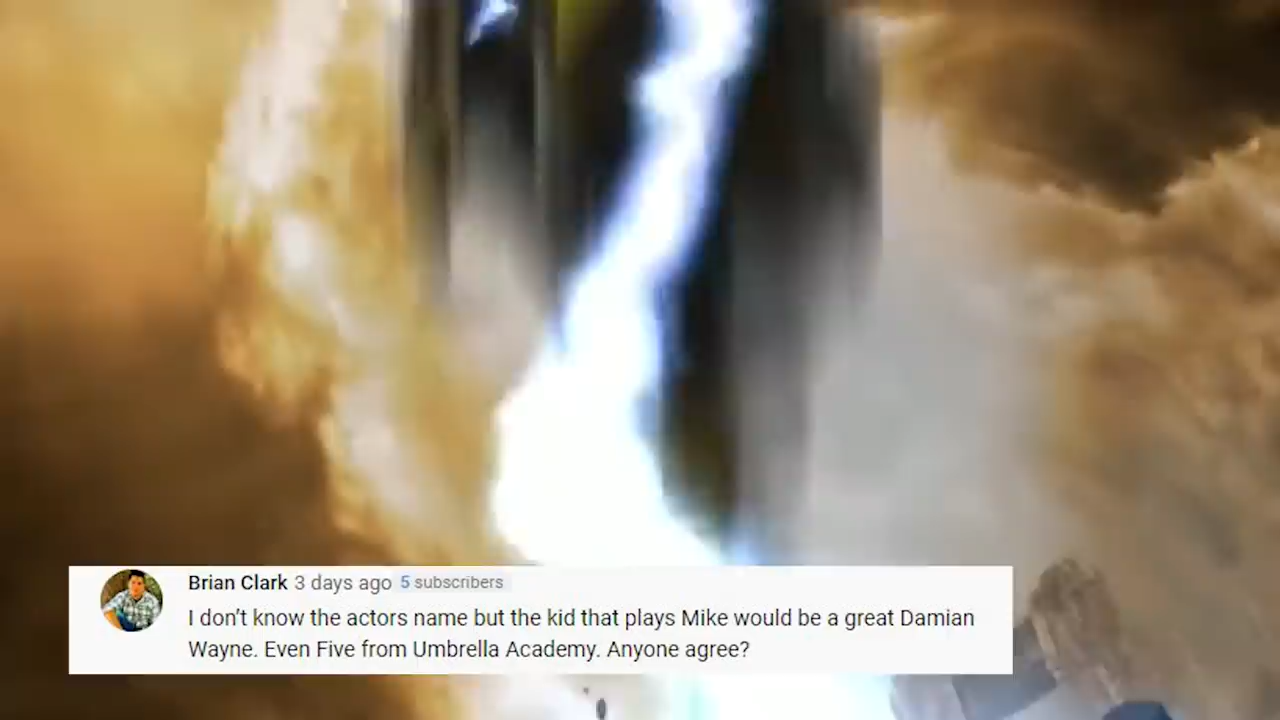 Brian Clark 3 days ago 5 subscribers
I don’t know the actors name but the kid that plays Mike would be a great Damian
Wayne. Even Five from Umbrella Academy. Anyone agree?